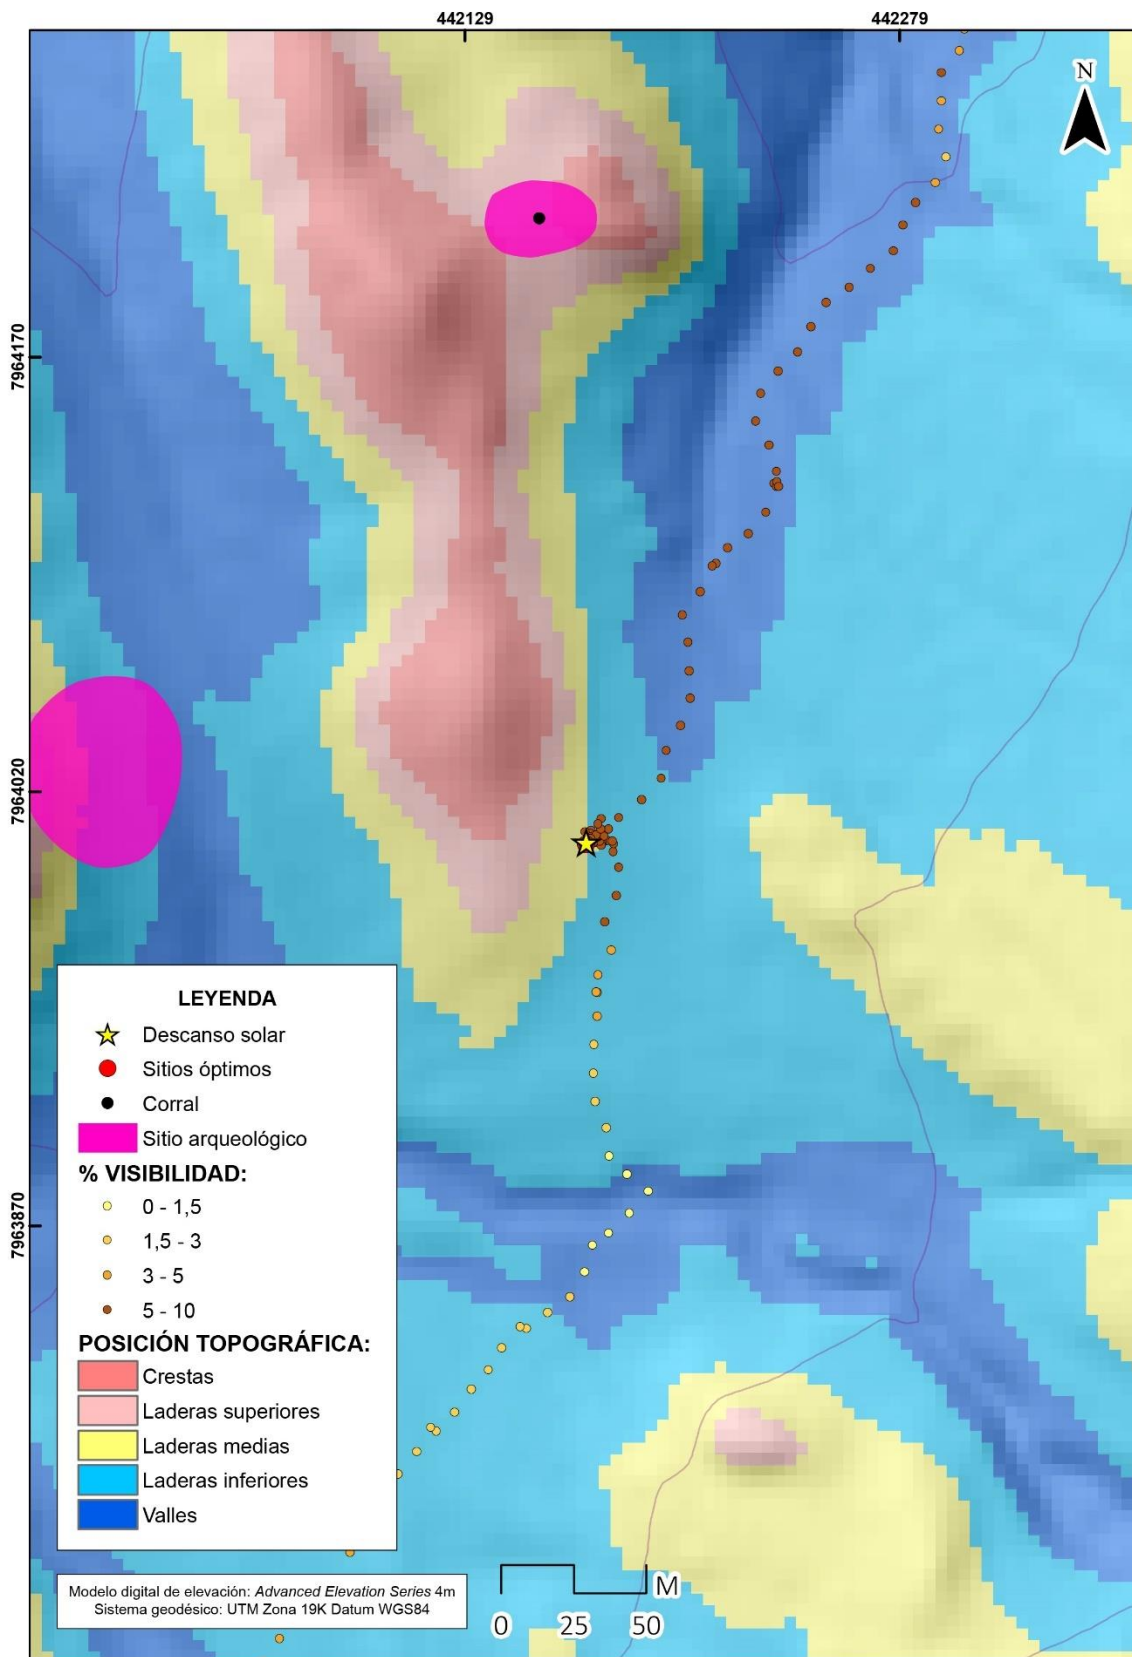 442129
442279
N
7964170
7964020
7963870
LEYENDA
Descanso solar
Sitios óptimos
Corral
Sitio arqueológico
% VISIBILIDAD:
0 - 1,5
1,5 - 3
3 - 5
5 - 10
POSICIÓN TOPOGRÁFICA:
Crestas
Laderas superiores
Laderas medias
Laderas inferiores
Valles
Modelo digital de elevación: Advanced Elevation Series 4m
Sistema geodésico: UTM Zona 19K Datum WGS84
M
0 25 50